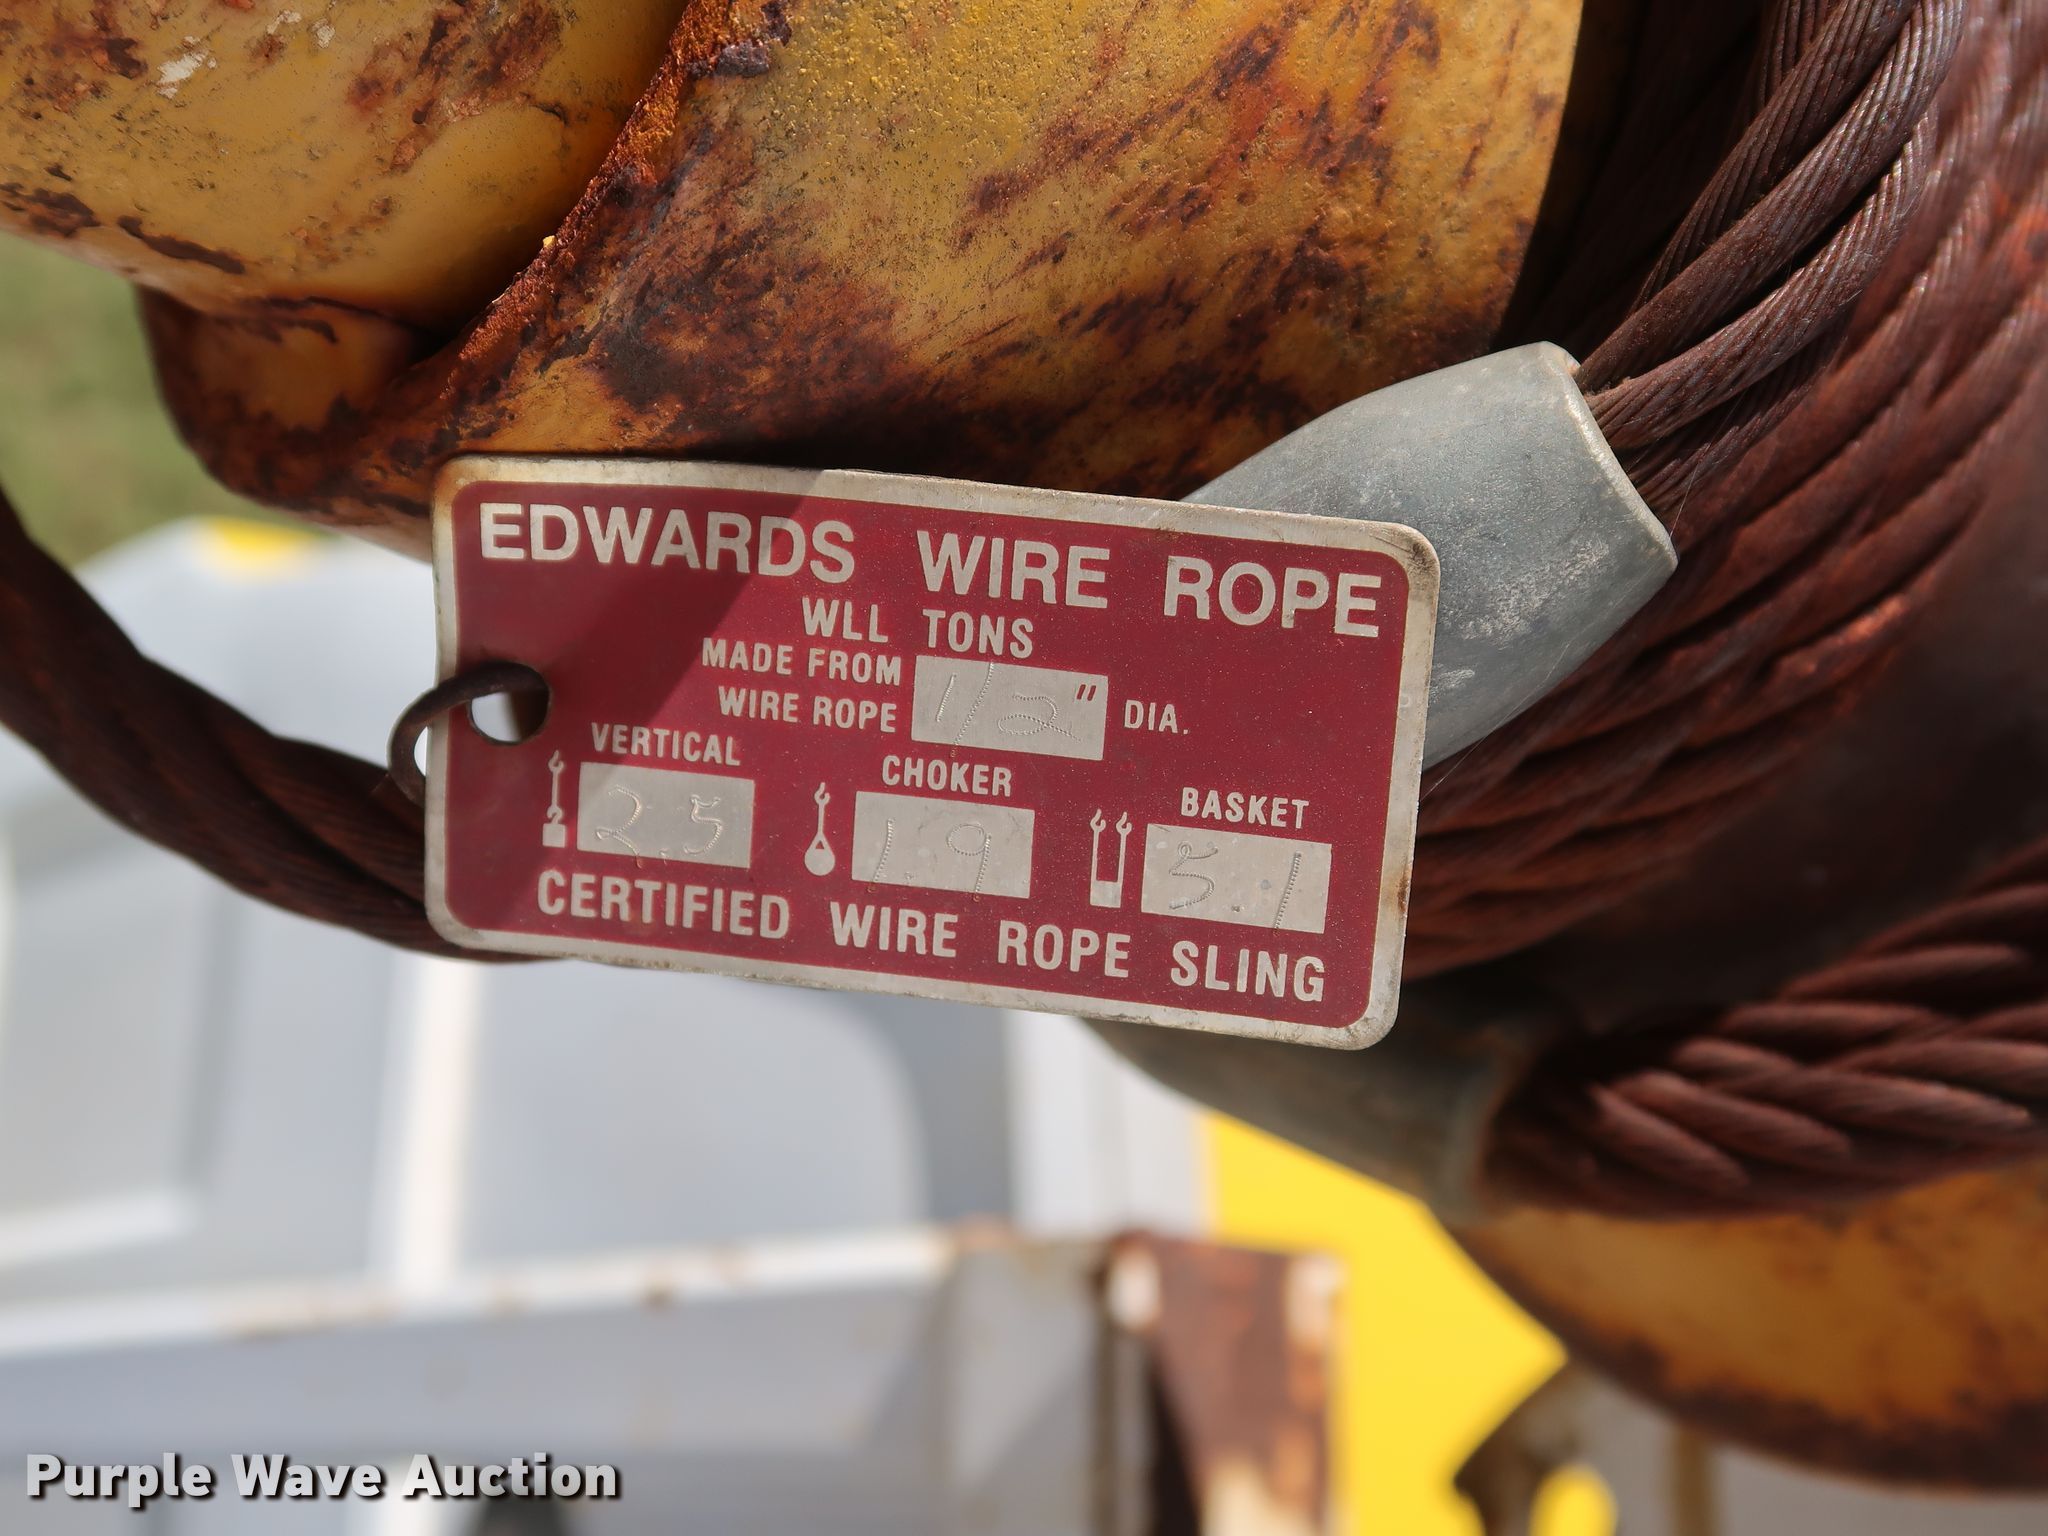 EDWARDS WIRE ROPE
WLL TONS
MADE FROM
WIRE ROPE 1/2" DIA.
VERTICAL CHOKER BASKET
2.5 1.9 5.1
CERTIFIED WIRE ROPE SLING
Purple Wave Auction